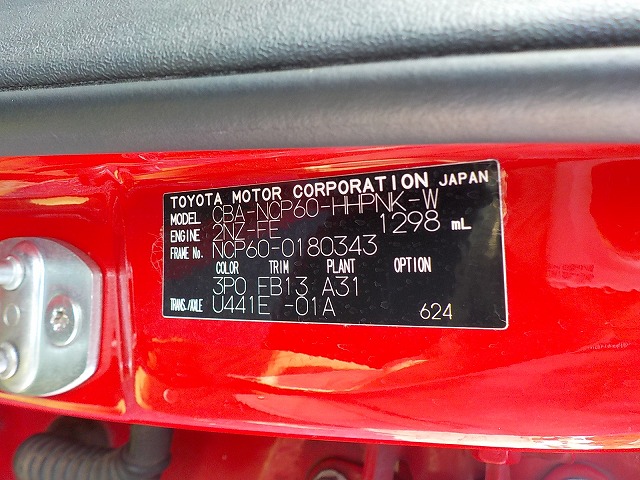 TOYOTA MOTOR CORPORATION JAPAN
MODEL CBA-NCP60-HHPNK-W
ENGINE 2NZ-FE 1298 mL
FRAME No. NCP60-0180343
COLOR TRIM PLANT OPTION
3P0 FB13 A31
TRANS./AXLE U441E -01A
624